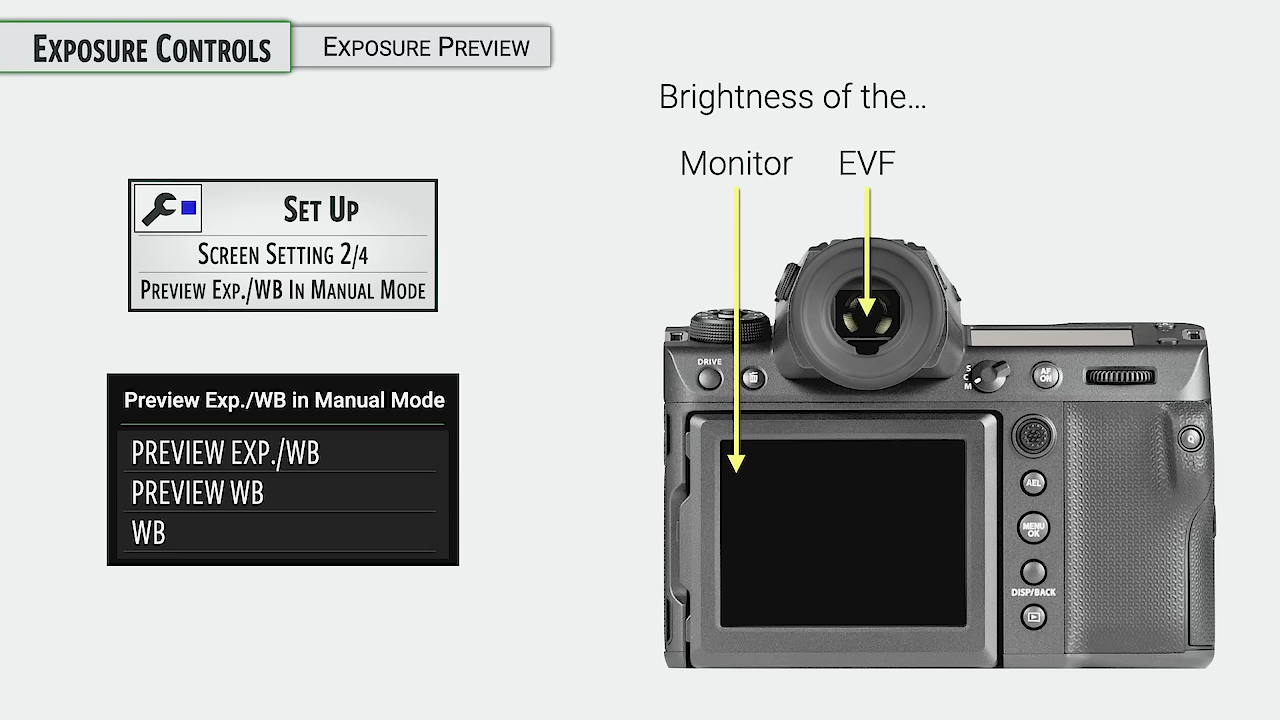 Exposure Controls
Exposure Preview
Brightness of the...
Monitor
EVF
Set Up
Screen Setting 2/4
Preview Exp./WB In Manual Mode
Preview Exp./WB in Manual Mode
PREVIEW EXP./WB
PREVIEW WB
WB
DRIVE
S
C
M
AF
ON
Q
AEL
MENU
OK
DISP/BACK